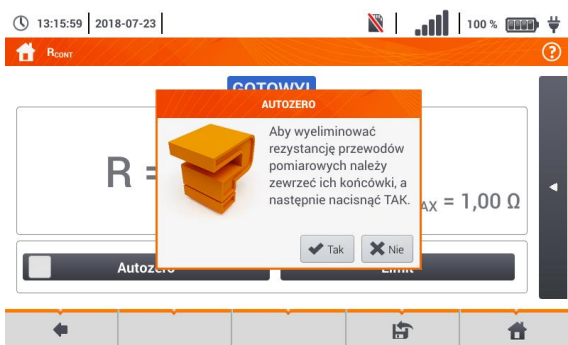 13:15:59 2018-07-23 100 %
RCONT
GOTOWY!
AUTOZERO
Aby wyeliminować
rezystancję przewodów
pomiarowych należy
zewrzeć ich końcówki, a
następnie nacisnąć TAK.
R =
= 1,00 Ω
Tak Nie
Autozero Limit